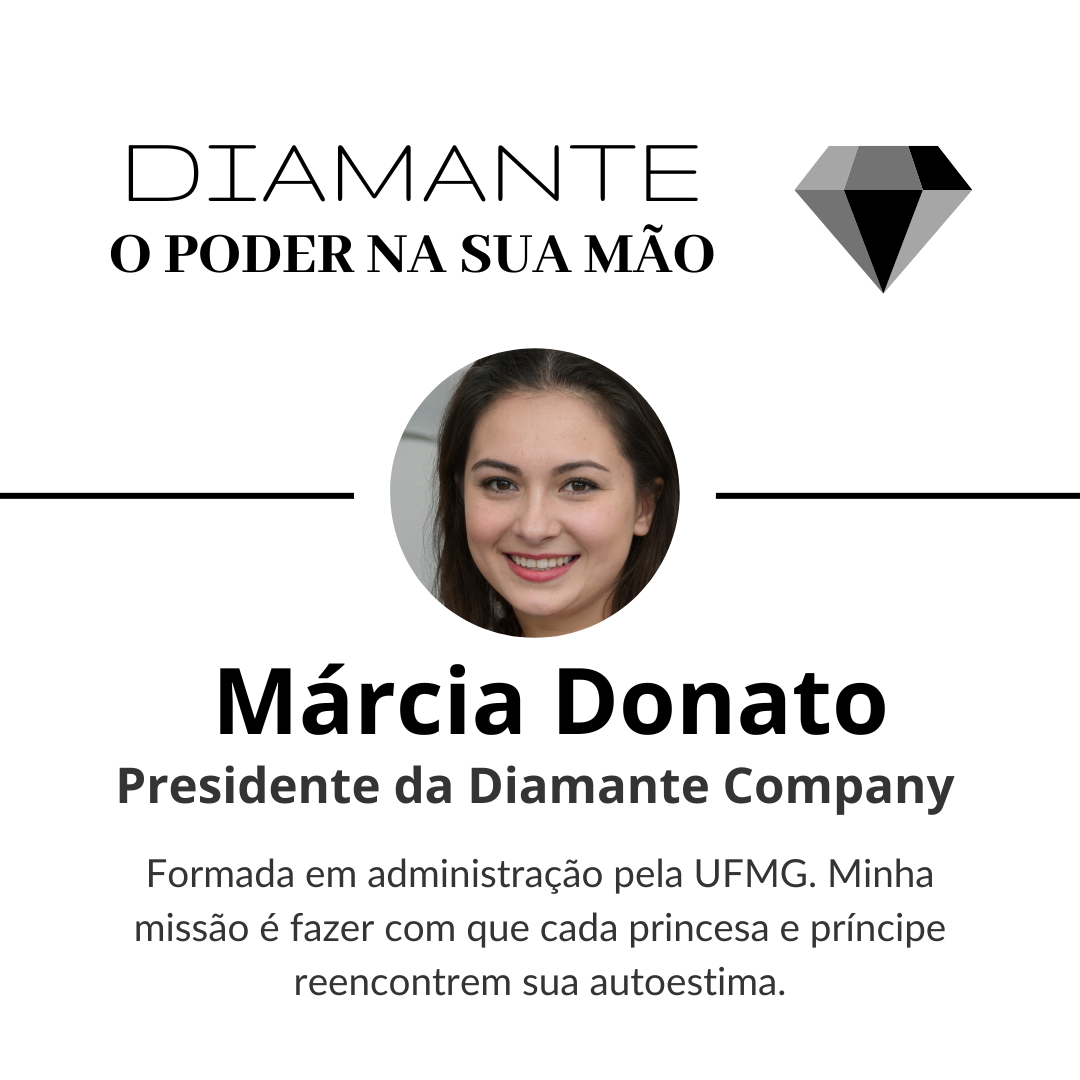 DIAMANTE
O PODER NA SUA MÃO
Márcia Donato
Presidente da Diamante Company
Formada em administração pela UFMG. Minha
missão é fazer com que cada princesa e príncipe
reencontrem sua autoestima.